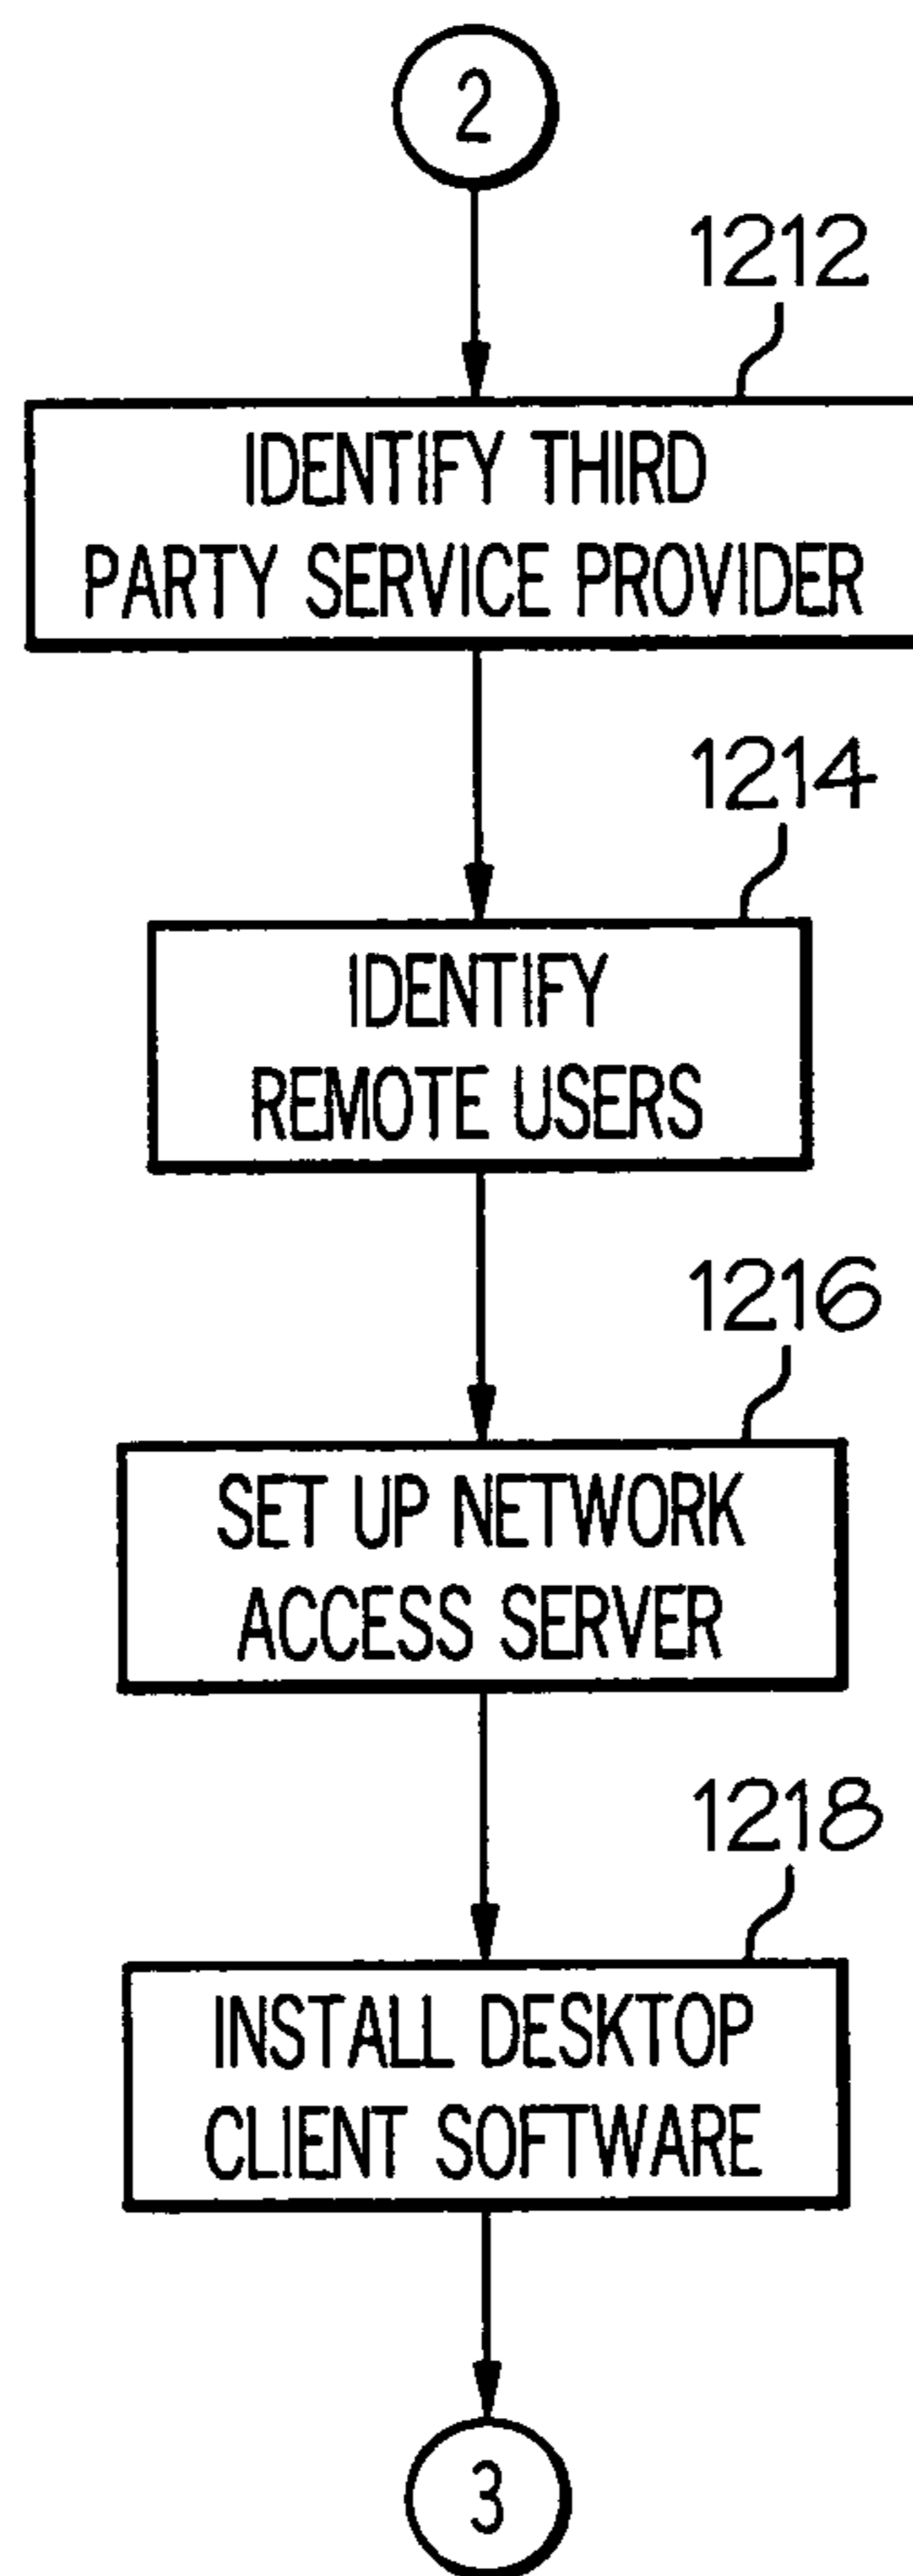 2
1212
IDENTIFY THIRD
PARTY SERVICE PROVIDER
1214
IDENTIFY
REMOTE USERS
1216
SET UP NETWORK
ACCESS SERVER
1218
INSTALL DESKTOP
CLIENT SOFTWARE
3